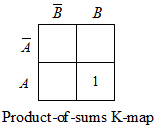 B̅ B
A̅
A 1
Product-of-sums K-map